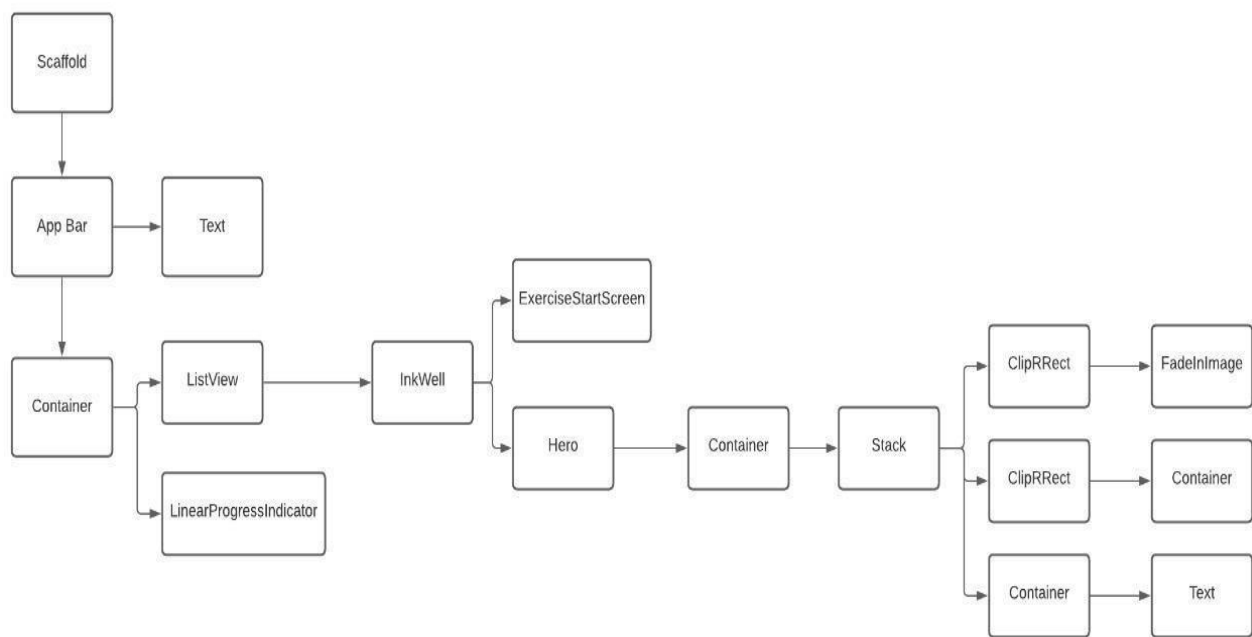 Scaffold
App Bar
Text
ExerciseStartScreen
Container
ListView
InkWell
ClipRRect
FadeInImage
Hero
Container
Stack
ClipRRect
Container
LinearProgressIndicator
Container
Text